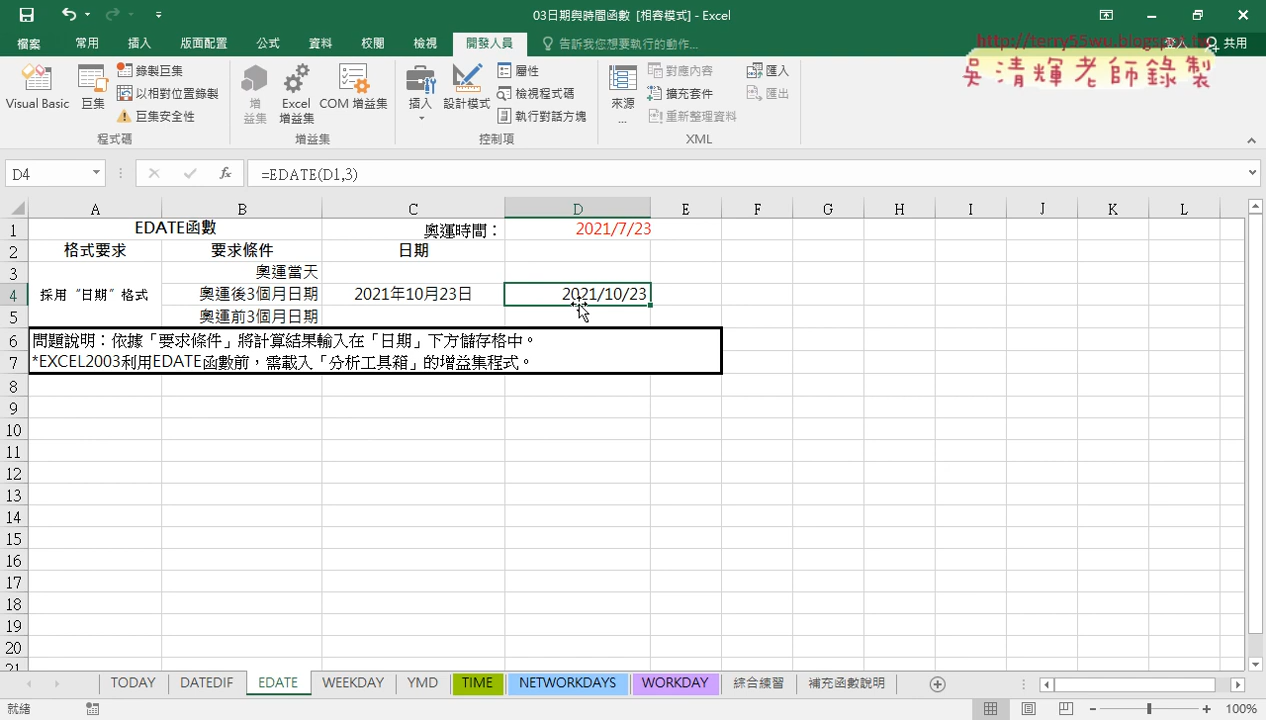 03日期與時間函數 [相容模式] - Excel
檔案 常用 插入 版面配置 公式 資料 校閱 檢視 開發人員 告訴我您想要執行的動作... 登入 共用
http://terry55wu.blogspot.tw
吳清輝老師錄製
Visual Basic 巨集 錄製巨集 以相對位置錄製 巨集安全性
程式碼
增益集 Excel 增益集 COM 增益集
增益集
插入 設計模式 屬性 檢視程式碼 執行對話方塊
控制項
來源... 對應內容 擴充套件 重新整理資料 匯入 匯出
XML
D4 fx =EDATE(D1,3)
A B C D E F G H I J K L
1 EDATE函數 奧運時間： 2021/7/23
2 格式要求 要求條件 日期
3 奧運當天
4 採用“日期”格式 奧運後3個月日期 2021年10月23日 2021/10/23
5 奧運前3個月日期
6 問題說明：依據「要求條件」將計算結果輸入在「日期」下方儲存格中。
7 *EXCEL2003利用EDATE函數前，需載入「分析工具箱」的增益集程式。
8
9
10
11
12
13
14
15
16
17
18
19
20
21
TODAY DATEDIF EDATE WEEKDAY YMD TIME NETWORKDAYS WORKDAY 綜合練習 補充函數說明
就緒 100%